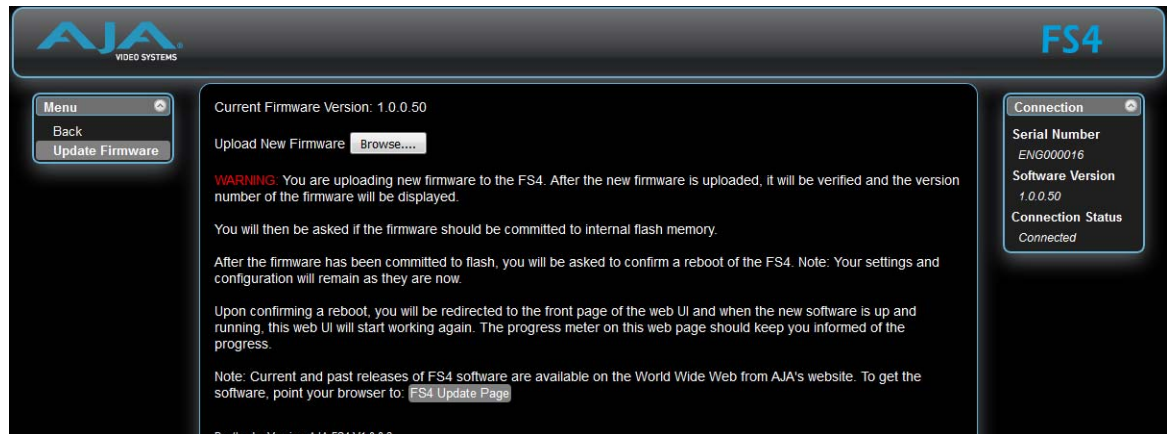 AJA
VIDEO SYSTEMS
FS4
Menu
Back
Update Firmware
Current Firmware Version: 1.0.0.50
Upload New Firmware Browse....
WARNING: You are uploading new firmware to the FS4. After the new firmware is uploaded, it will be verified and the version
number of the firmware will be displayed.
You will then be asked if the firmware should be committed to internal flash memory.
After the firmware has been committed to flash, you will be asked to confirm a reboot of the FS4. Note: Your settings and
configuration will remain as they are now.
Upon confirming a reboot, you will be redirected to the front page of the web UI and when the new software is up and
running, this web UI will start working again. The progress meter on this web page should keep you informed of the
progress.
Note: Current and past releases of FS4 software are available on the World Wide Web from AJA's website. To get the
software, point your browser to: FS4 Update Page
Connection
Serial Number
ENG000016
Software Version
1.0.0.50
Connection Status
Connected